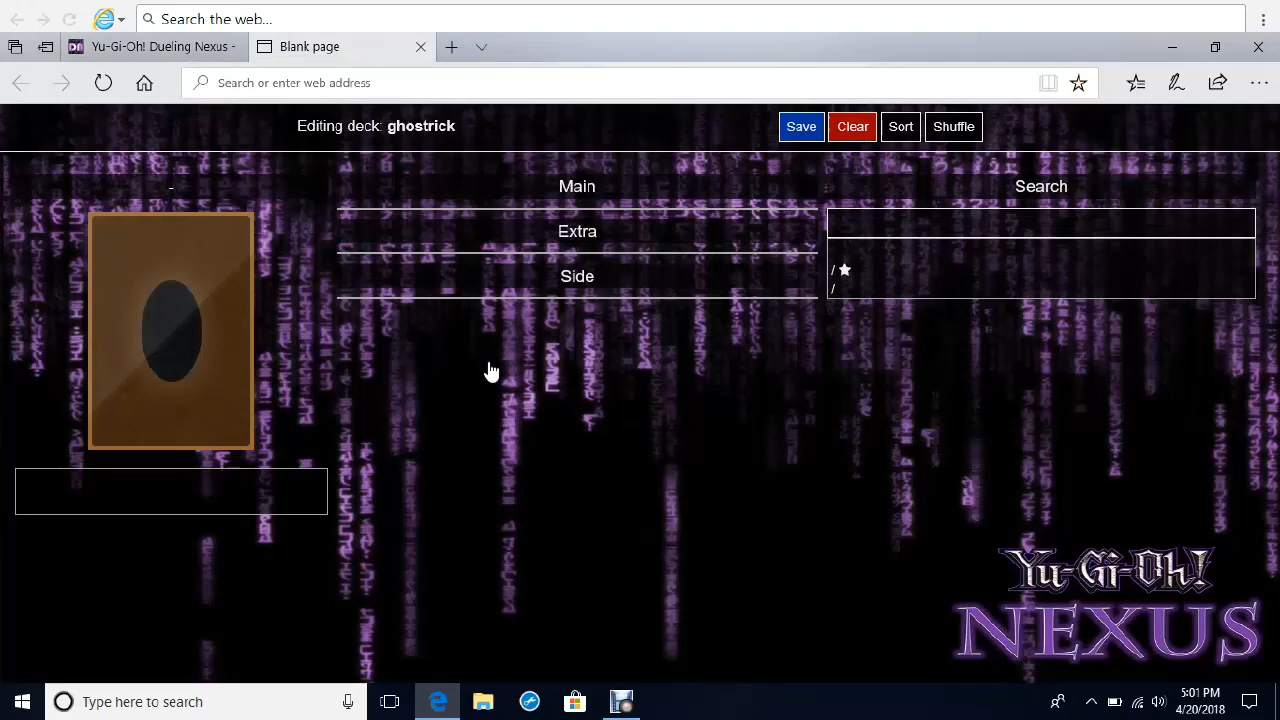 Search the web...
Yu-Gi-Oh! Dueling Nexus -
Blank page
Search or enter web address
Editing deck: ghostrick
Save
Clear
Sort
Shuffle
-
Main
Search
Extra
Side
/ ★
/
Yu-Gi-Oh!
NEXUS
Type here to search
5:01 PM
4/20/2018